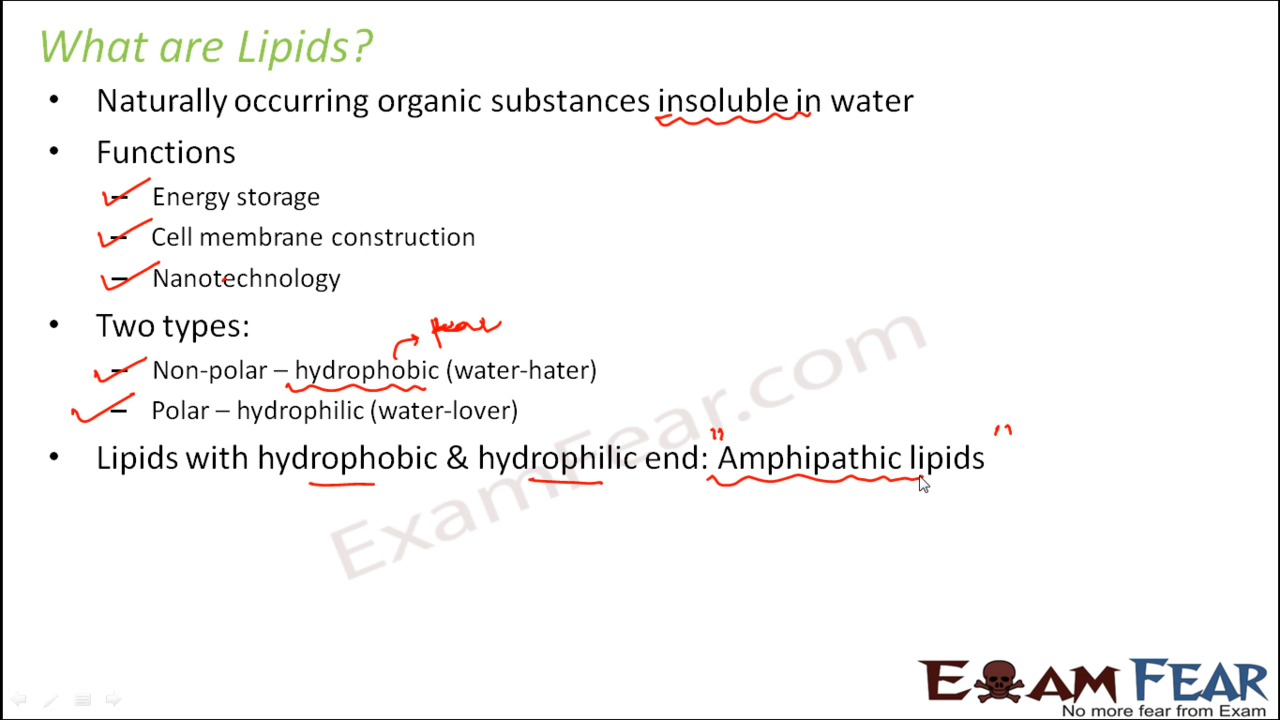 What are Lipids?
• Naturally occurring organic substances insoluble in water
• Functions
– Energy storage
– Cell membrane construction
– Nanotechnology
• Two types:
fear
– Non-polar – hydrophobic (water-hater)
– Polar – hydrophilic (water-lover)
• Lipids with hydrophobic & hydrophilic end: "Amphipathic lipids"
ExamFear.com
EXAM FEAR
No more fear from Exam